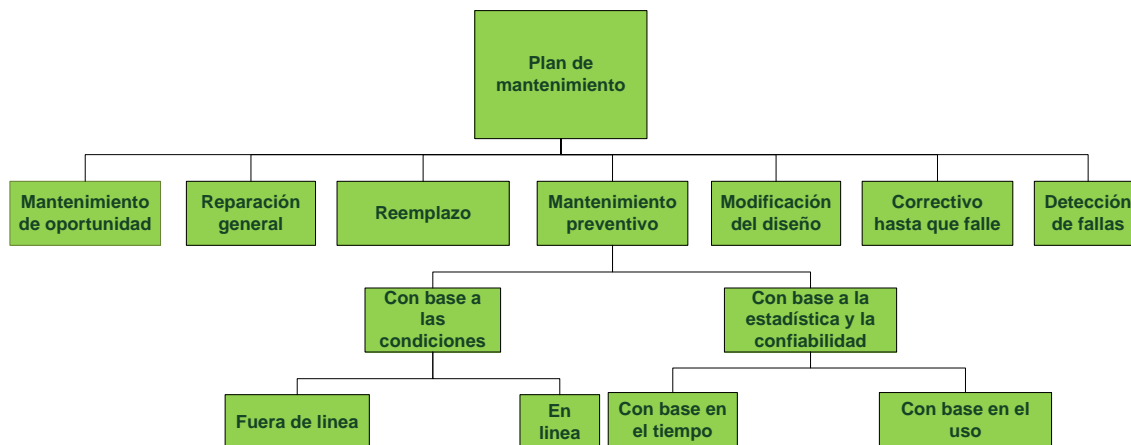 Plan de
mantenimiento
Mantenimiento
de oportunidad
Reparación
general
Reemplazo
Mantenimiento
preventivo
Modificación
del diseño
Correctivo
hasta que falle
Detección
de fallas
Con base a
las
condiciones
Con base a la
estadística y la
confiabilidad
Fuera de linea
En
linea
Con base en
el tiempo
Con base en el
uso